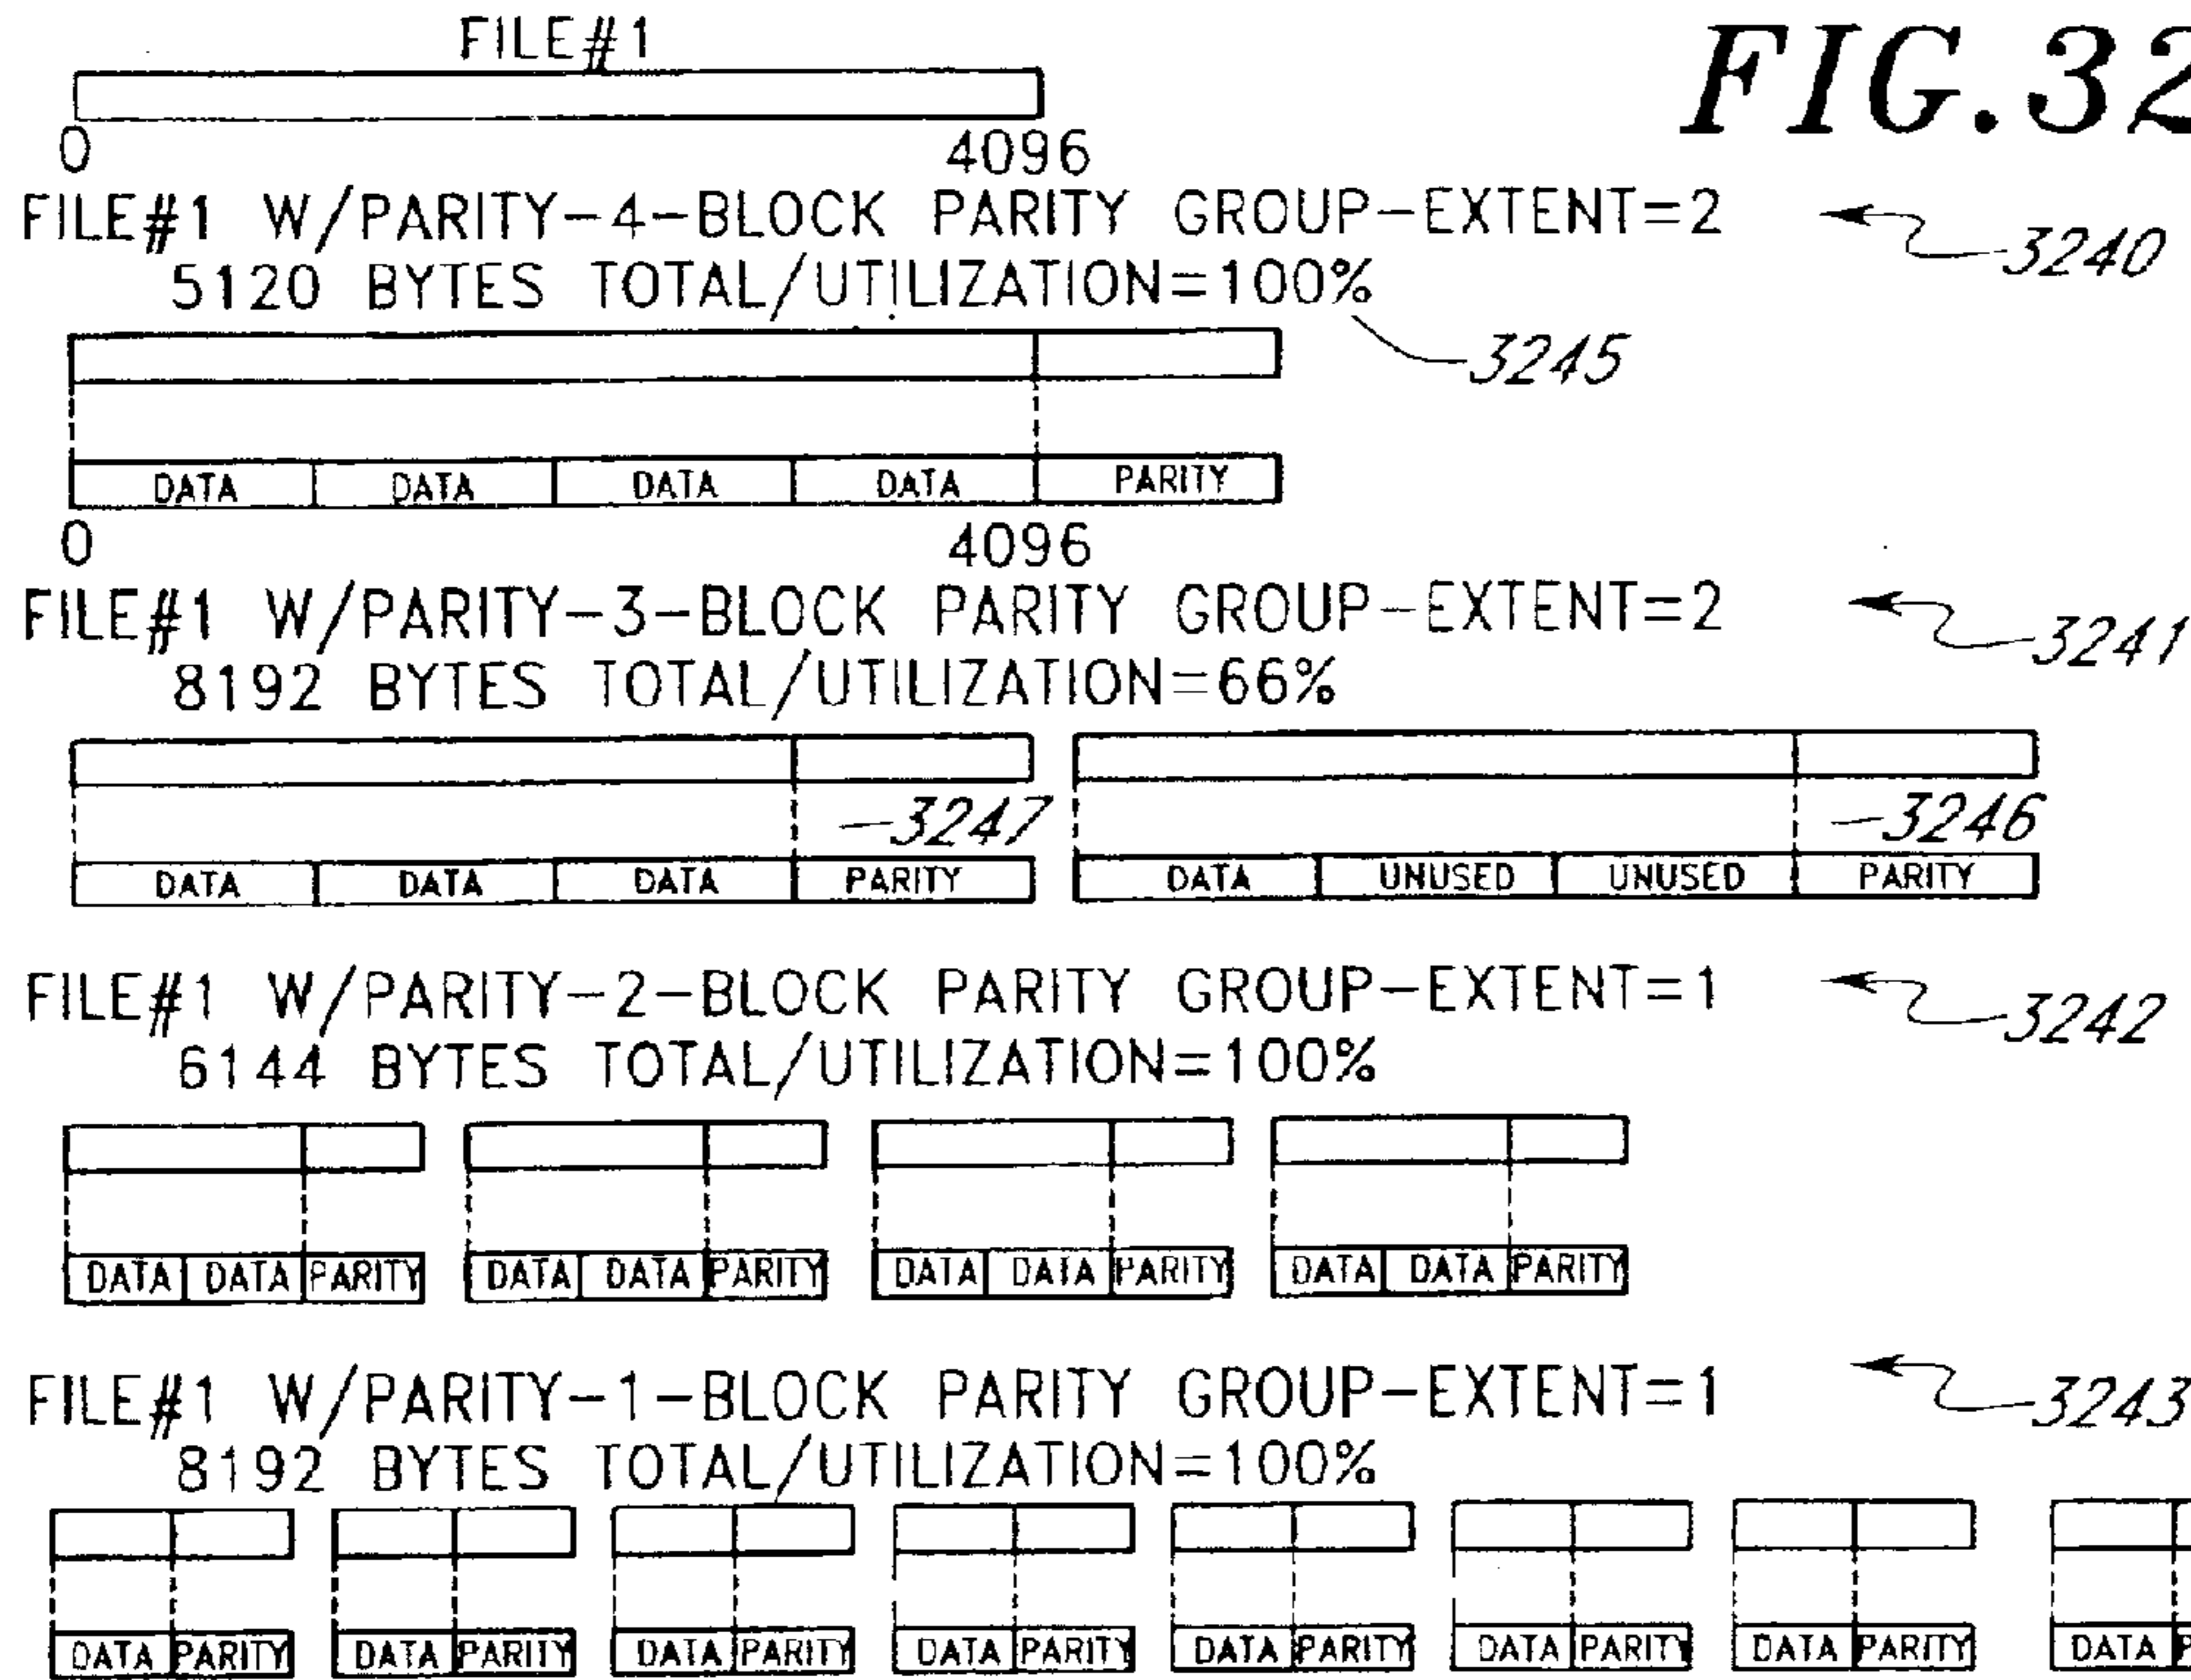 FILE#1
FIG.32
0 4096
FILE#1 W/PARITY-4-BLOCK PARITY GROUP-EXTENT=2
3240
5120 BYTES TOTAL/UTILIZATION=100%
3245
DATA DATA DATA DATA PARITY
0 4096
FILE#1 W/PARITY-3-BLOCK PARITY GROUP-EXTENT=2
3241
8192 BYTES TOTAL/UTILIZATION=66%
3247 3246
DATA DATA DATA PARITY DATA UNUSED UNUSED PARITY
FILE#1 W/PARITY-2-BLOCK PARITY GROUP-EXTENT=1
3242
6144 BYTES TOTAL/UTILIZATION=100%
DATA DATA PARITY DATA DATA PARITY DATA DATA PARITY DATA DATA PARITY
FILE#1 W/PARITY-1-BLOCK PARITY GROUP-EXTENT=1
3243
8192 BYTES TOTAL/UTILIZATION=100%
DATA PARITY DATA PARITY DATA PARITY DATA PARITY DATA PARITY DATA PARITY DATA PARITY DATA